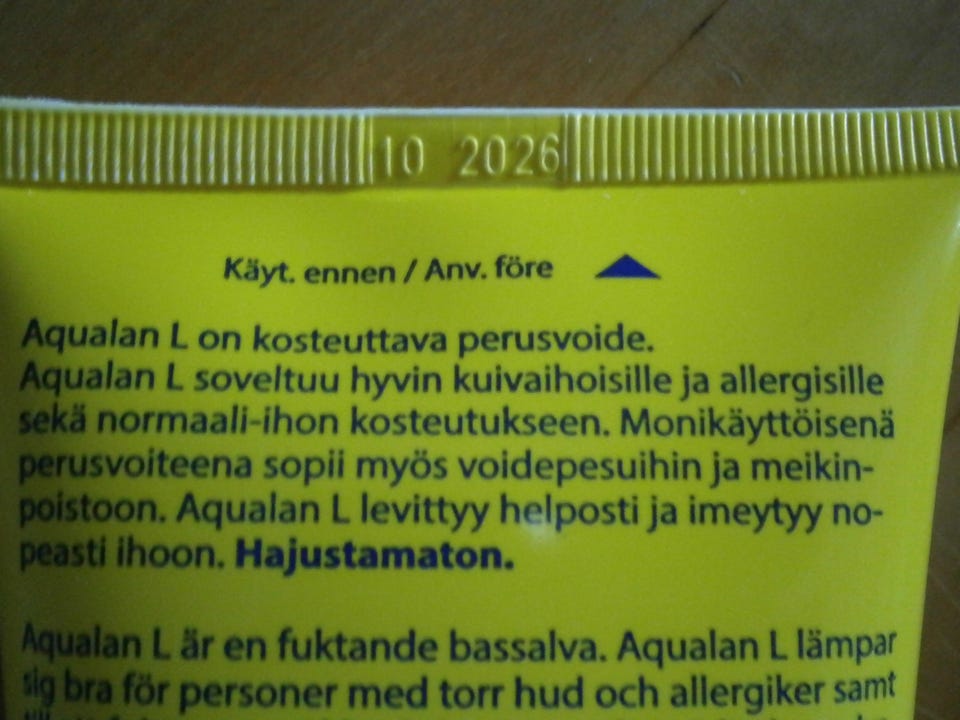 10 2026
Käyt. ennen / Anv. före
Aqualan L on kosteuttava perusvoide.
Aqualan L soveltuu hyvin kuivaihoisille ja allergisille
sekä normaali-ihon kosteutukseen. Monikäyttöisenä
perusvoiteena sopii myös voidepesuihin ja meikin-
poistoon. Aqualan L levittyy helposti ja imeytyy no-
peasti ihoon. Hajustamaton.
Aqualan L är en fuktande bassalva. Aqualan L lämpar
sig bra för personer med torr hud och allergiker samt